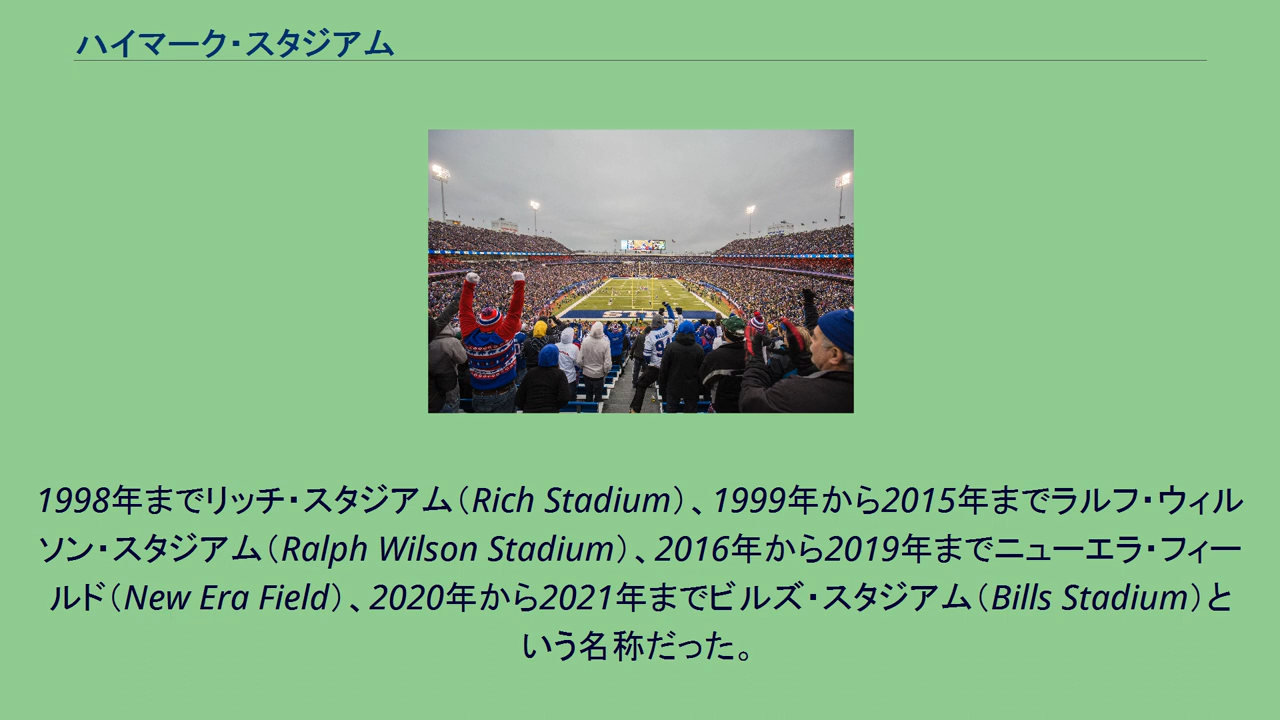 ハイマーク・スタジアム
1998年までリッチ・スタジアム（Rich Stadium）、1999年から2015年までラルフ・ウィル
ソン・スタジアム（Ralph Wilson Stadium）、2016年から2019年までニューエラ・フィー
ルド（New Era Field）、2020年から2021年までビルズ・スタジアム（Bills Stadium）と
いう名称だった。